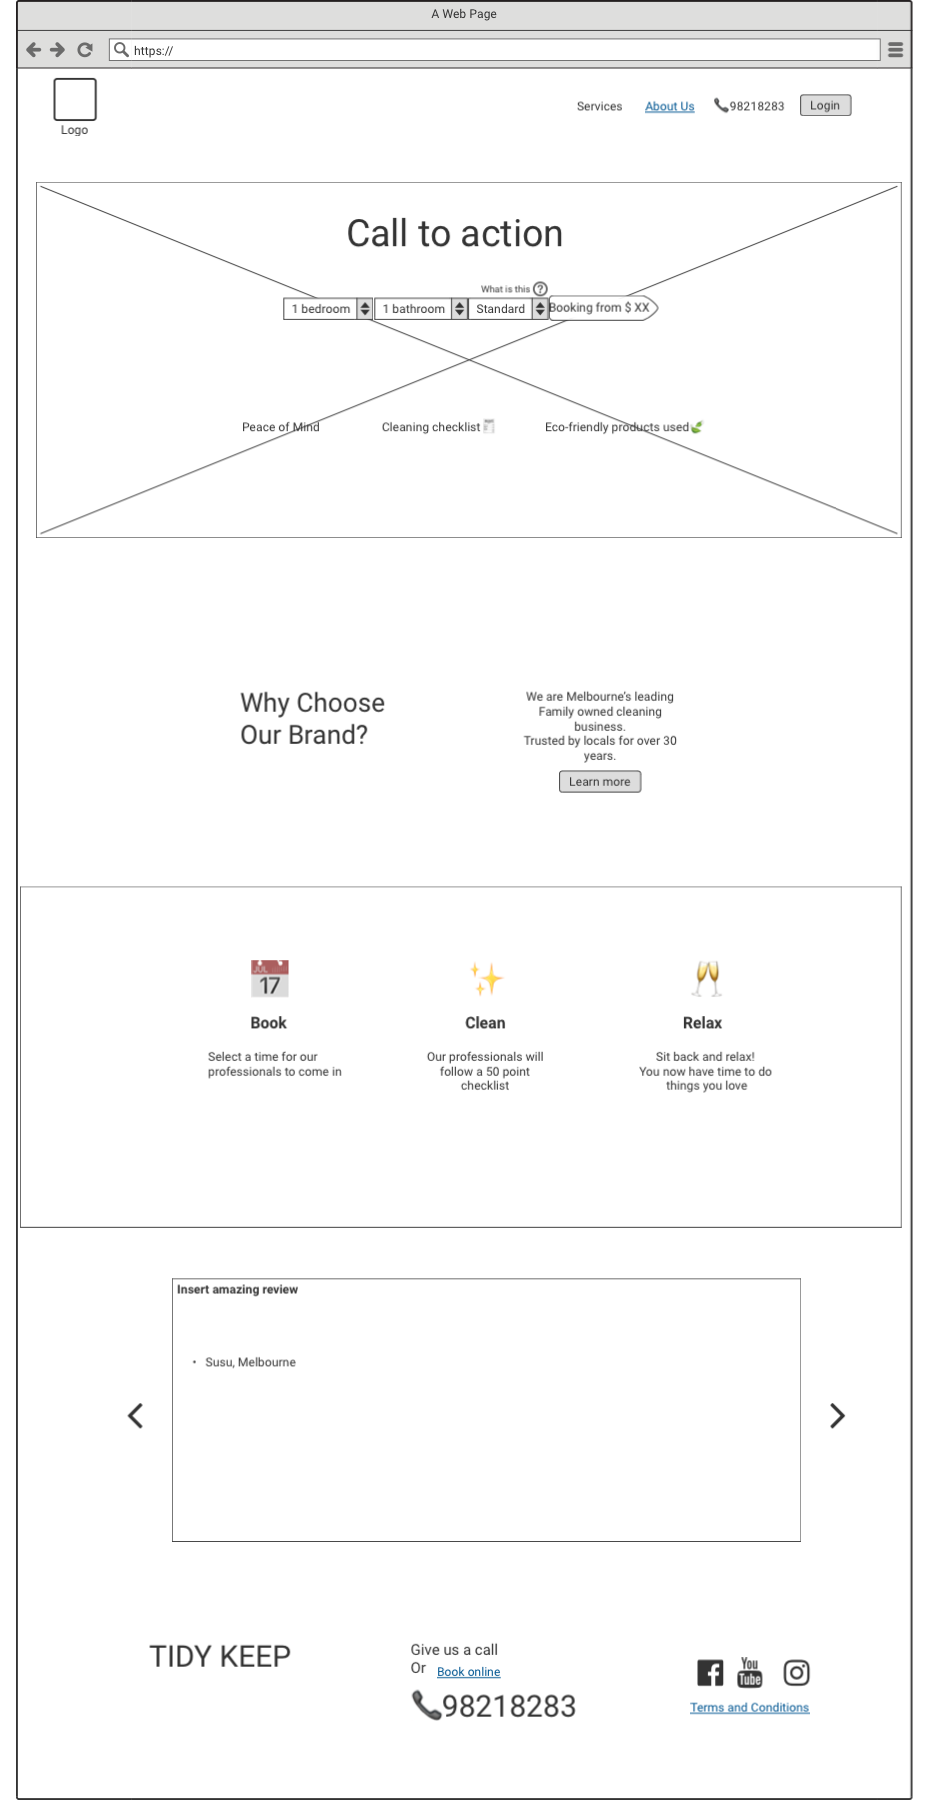 A Web Page
https://
Logo
Services
About Us
98218283
Login
Call to action
What is this ?
1 bedroom
1 bathroom
Standard
Booking from $ XX
Peace of Mind
Cleaning checklist
Eco-friendly products used
Why Choose
Our Brand?
We are Melbourne's leading
Family owned cleaning
business.
Trusted by locals for over 30
years.
Learn more
JUL
17
Book
Select a time for our
professionals to come in
Clean
Our professionals will
follow a 50 point
checklist
Relax
Sit back and relax!
You now have time to do
things you love
Insert amazing review
• Susu, Melbourne
TIDY KEEP
Give us a call
Or Book online
98218283
You
Tube
Terms and Conditions